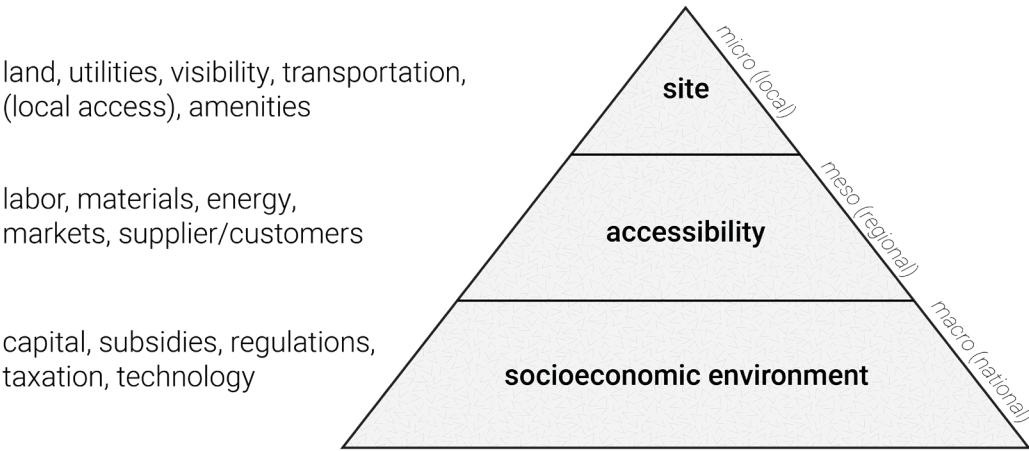 land, utilities, visibility, transportation,
(local access), amenities
site
micro (local)
labor, materials, energy,
markets, supplier/customers
accessibility
meso (regional)
capital, subsidies, regulations,
taxation, technology
socioeconomic environment
macro (national)